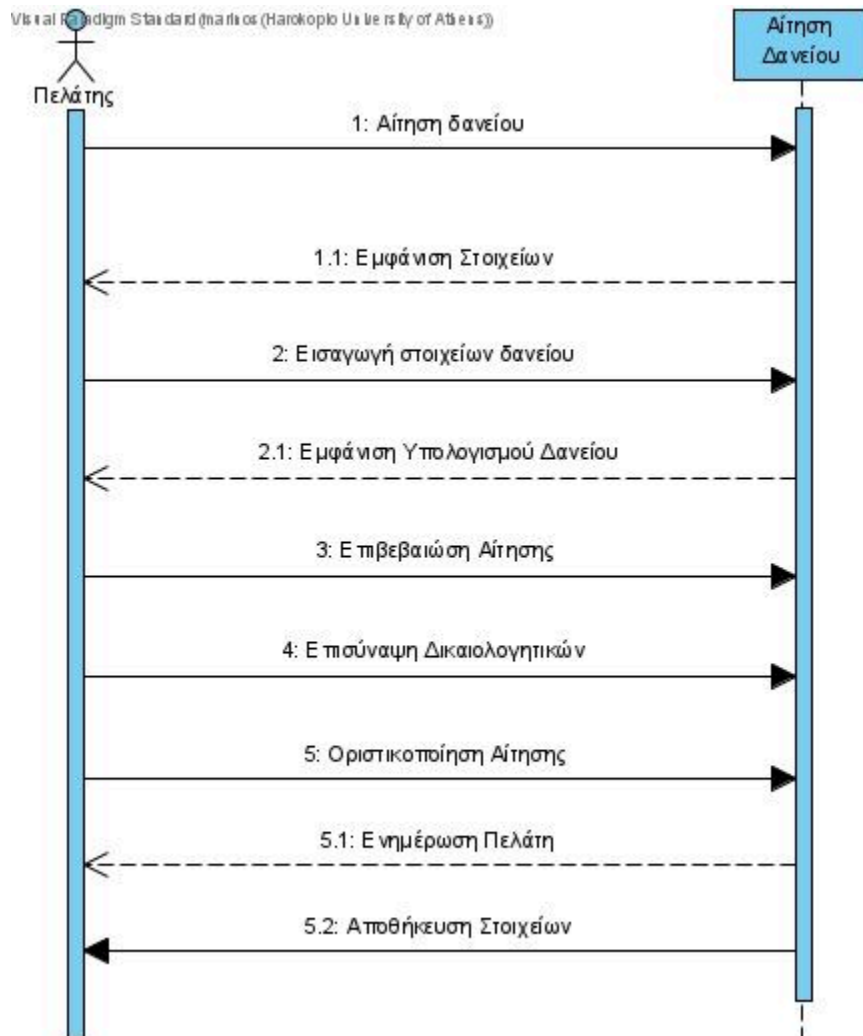 Visual Paradigm Standard (marinos (Harokopio University of Athens))
Πελάτης
Αίτηση
Δανείου
1: Αίτηση δανείου
1.1: Εμφάνιση Στοιχείων
2: Εισαγωγή στοιχείων δανείου
2.1: Εμφάνιση Υπολογισμού Δανείου
3: Επιβεβαιώση Αίτησης
4: Επισύναψη Δικαιολογητικών
5: Οριστικοποίηση Αίτησης
5.1: Ενημέρωση Πελάτη
5.2: Αποθήκευση Στοιχείων